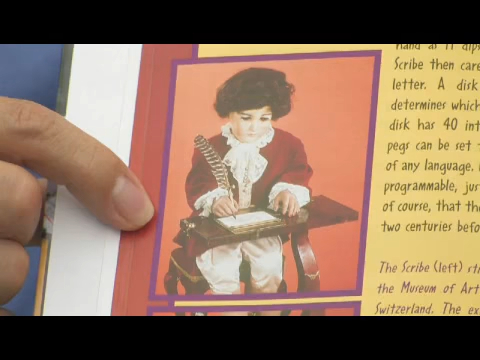 hand as it dips
Scribe then care
letter. A disk
determines which
disk has 40 int
pegs can be set t
of any language.
programmable, jus
of course, that the
two centuries befo
The Scribe (left) sti
the Museum of Art
Switzerland. The ex